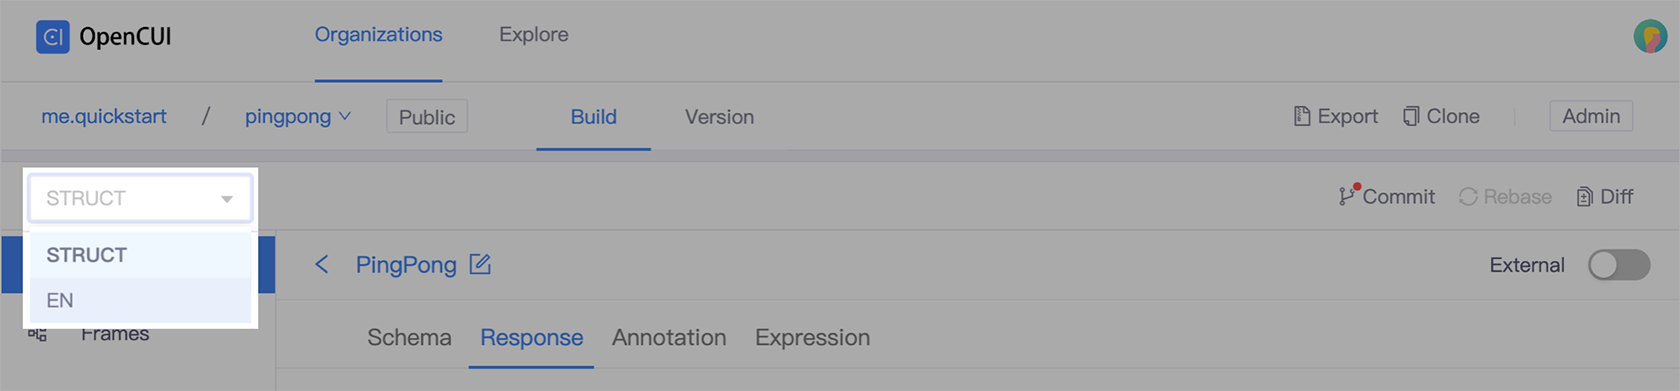 OpenCUI Organizations Explore
me.quickstart / pingpong Public Build Version Export Clone Admin
STRUCT Commit Rebase Diff
STRUCT
PingPong External
EN
Frames
Schema Response Annotation Expression